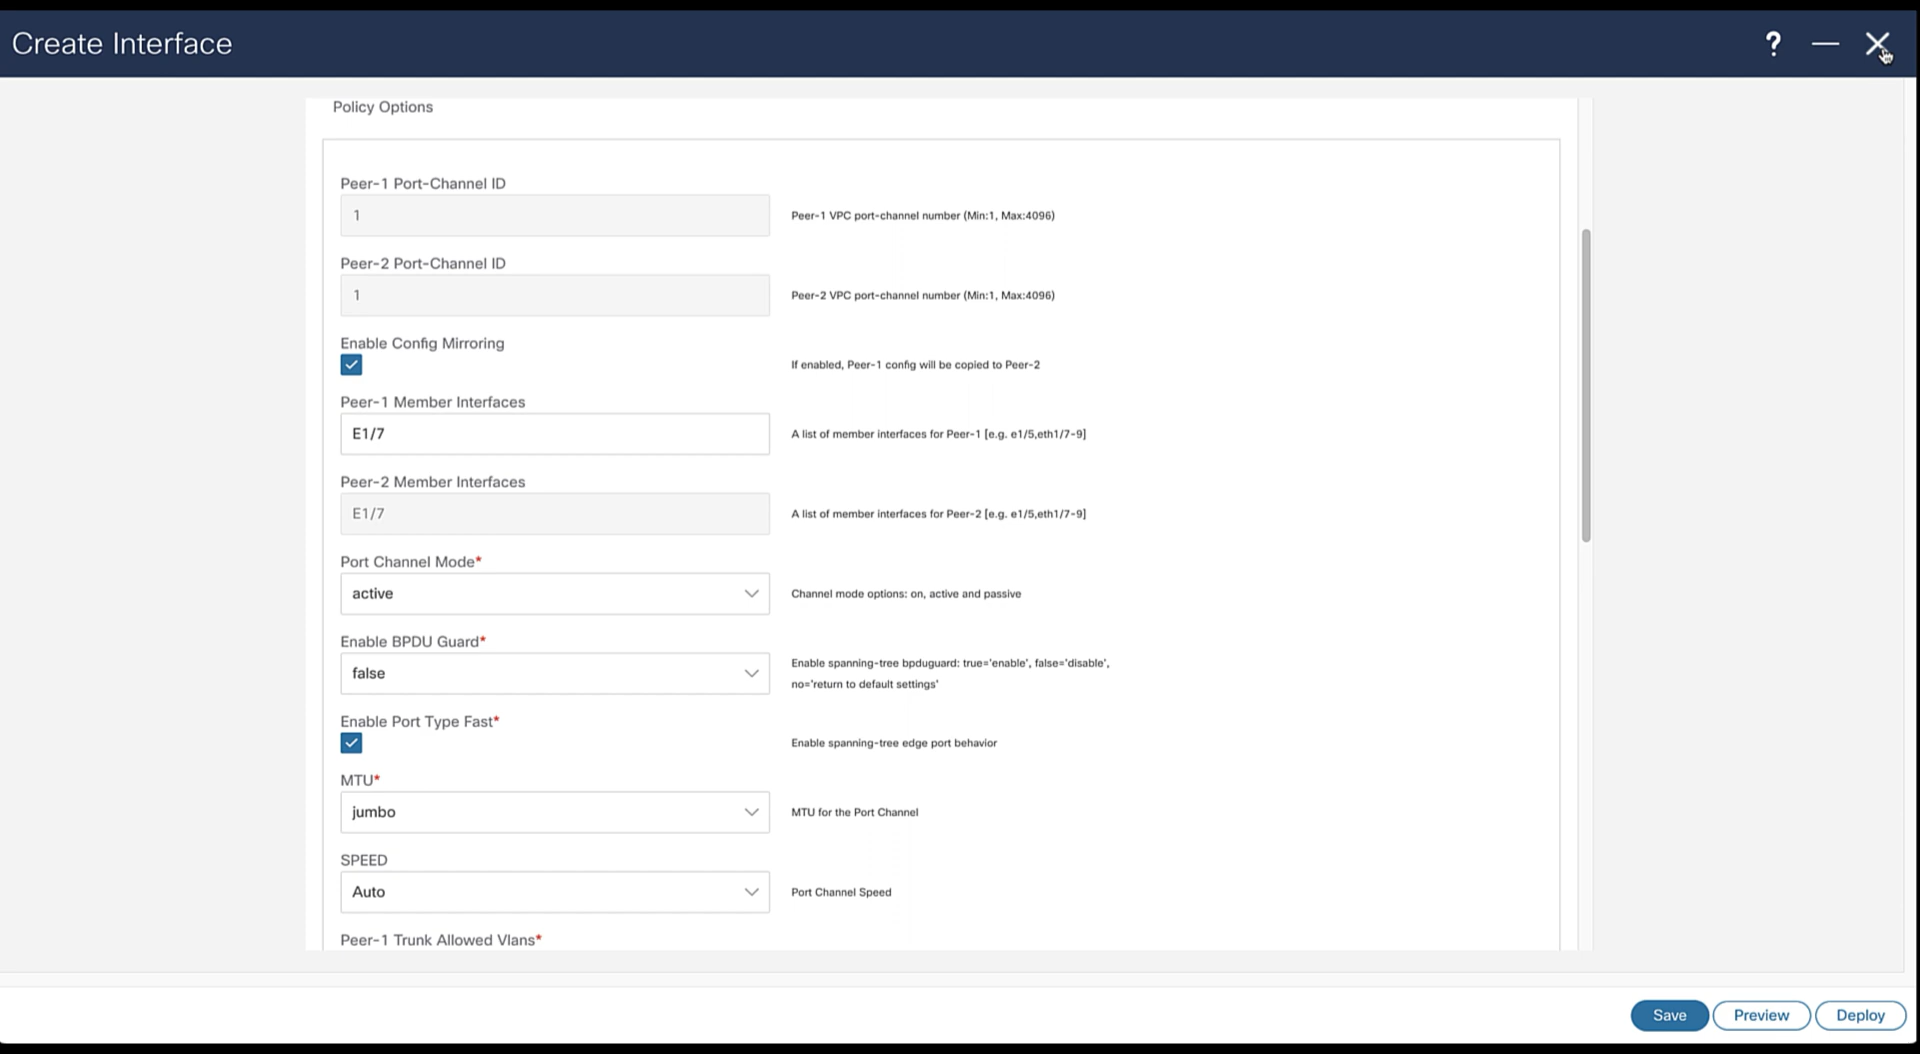 Create Interface
?
Policy Options
Peer-1 Port-Channel ID
1
Peer-1 VPC port-channel number (Min:1, Max:4096)
Peer-2 Port-Channel ID
1
Peer-2 VPC port-channel number (Min:1, Max:4096)
Enable Config Mirroring
If enabled, Peer-1 config will be copied to Peer-2
Peer-1 Member Interfaces
E1/7
A list of member interfaces for Peer-1 [e.g. e1/5,eth1/7-9]
Peer-2 Member Interfaces
E1/7
A list of member interfaces for Peer-2 [e.g. e1/5,eth1/7-9]
Port Channel Mode*
active
Channel mode options: on, active and passive
Enable BPDU Guard*
false
Enable spanning-tree bpduguard: true='enable', false='disable',
no='return to default settings'
Enable Port Type Fast*
Enable spanning-tree edge port behavior
MTU*
jumbo
MTU for the Port Channel
SPEED
Auto
Port Channel Speed
Peer-1 Trunk Allowed Vlans*
Save
Preview
Deploy